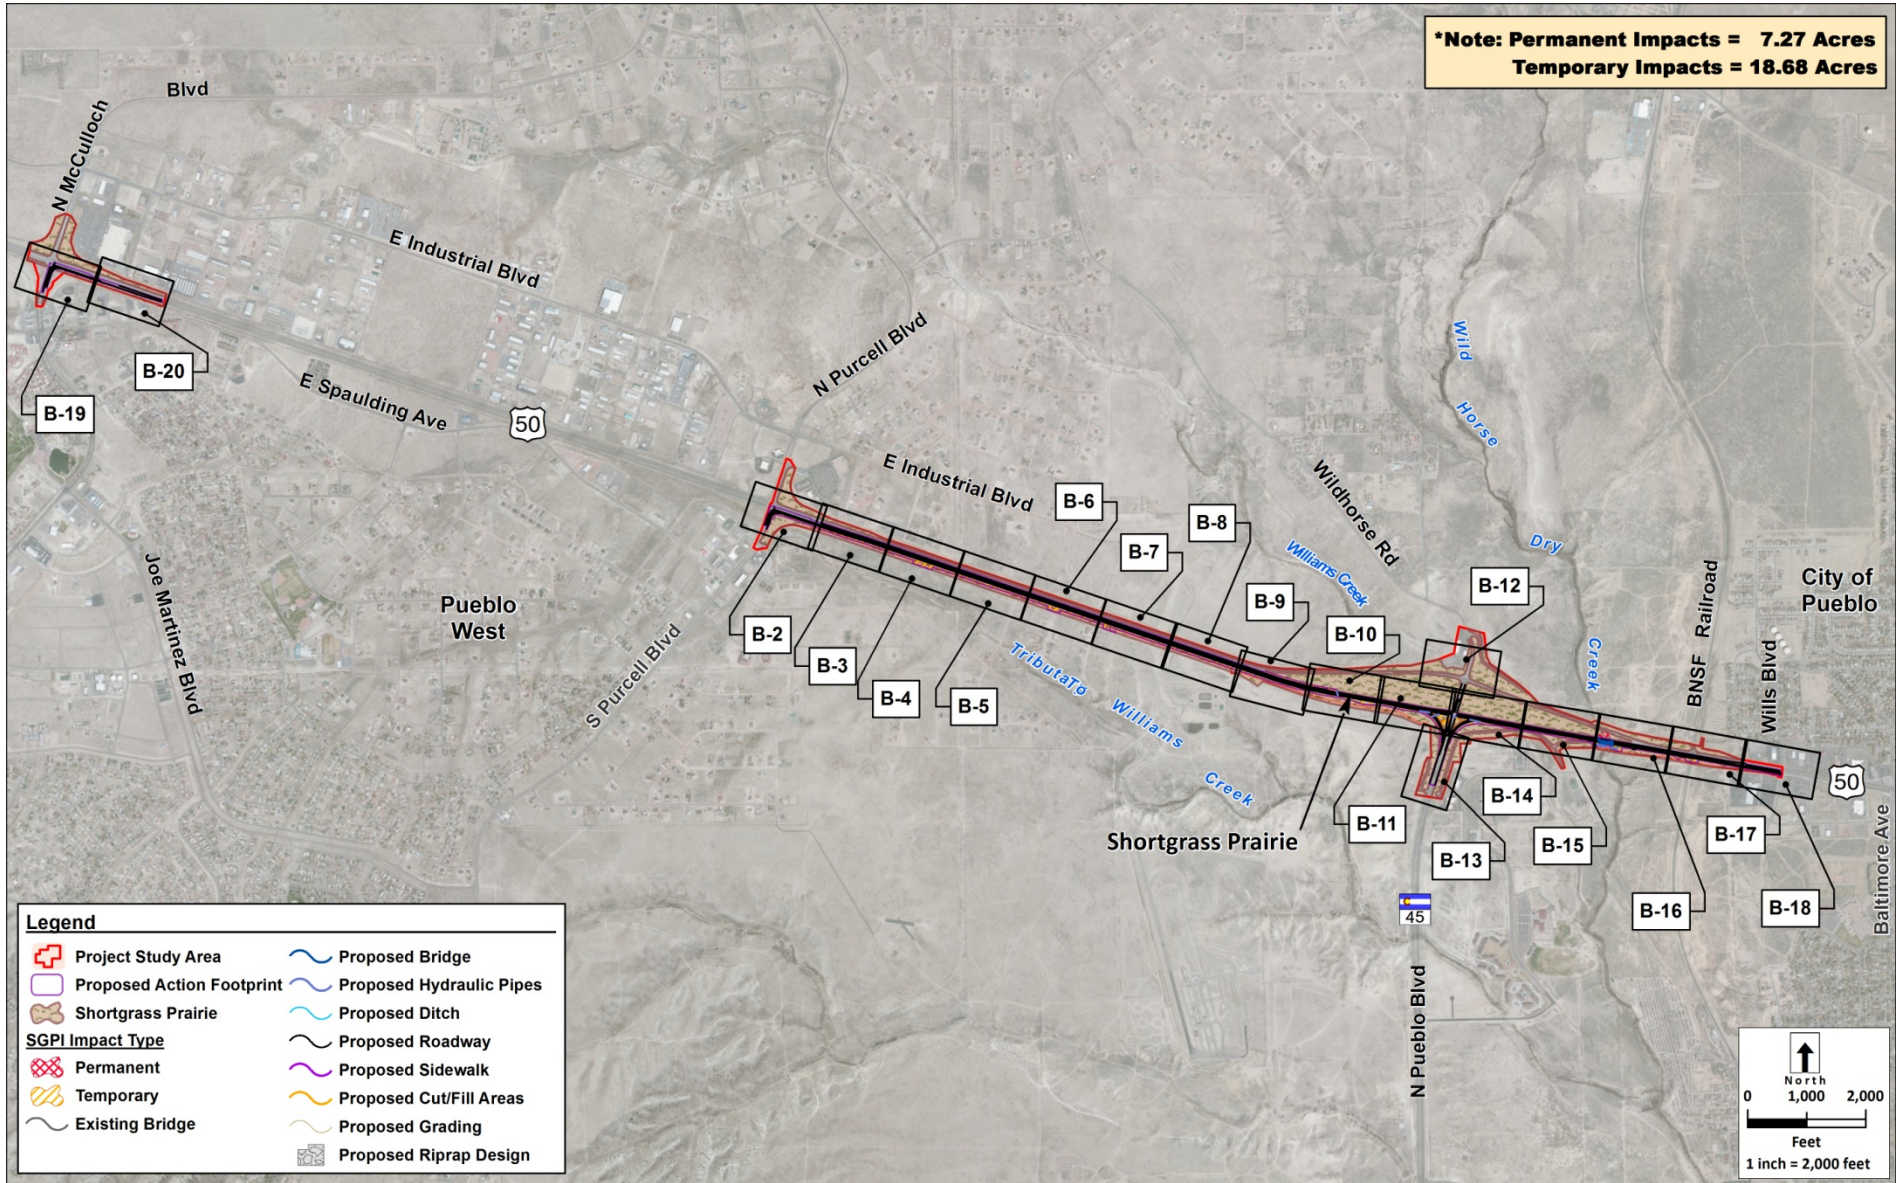 *Note: Permanent Impacts = 7.27 Acres
Temporary Impacts = 18.68 Acres
Blvd
N McCulloch
E Industrial Blvd
B-20
B-19
E Spaulding Ave
50
N Purcell Blvd
E Industrial Blvd
Joe Martinez Blvd
Pueblo
West
S Purcell Blvd
B-2
B-3
B-4
B-5
B-6
B-7
B-8
B-9
B-10
B-12
Wild
Horse
Dry
Creek
Wildhorse Rd
Williams Creek
TributaTo
Williams
Creek
BNSF Railroad
Wills Blvd
City of
Pueblo
50
Baltimore Ave
Shortgrass Prairie
B-11
B-13
B-14
B-15
B-16
B-17
B-18
45
N Pueblo Blvd
Legend
Project Study Area
Proposed Action Footprint
Shortgrass Prairie
SGPI Impact Type
Permanent
Temporary
Existing Bridge
Proposed Bridge
Proposed Hydraulic Pipes
Proposed Ditch
Proposed Roadway
Proposed Sidewalk
Proposed Cut/Fill Areas
Proposed Grading
Proposed Riprap Design
North
0 1,000 2,000
Feet
1 inch = 2,000 feet